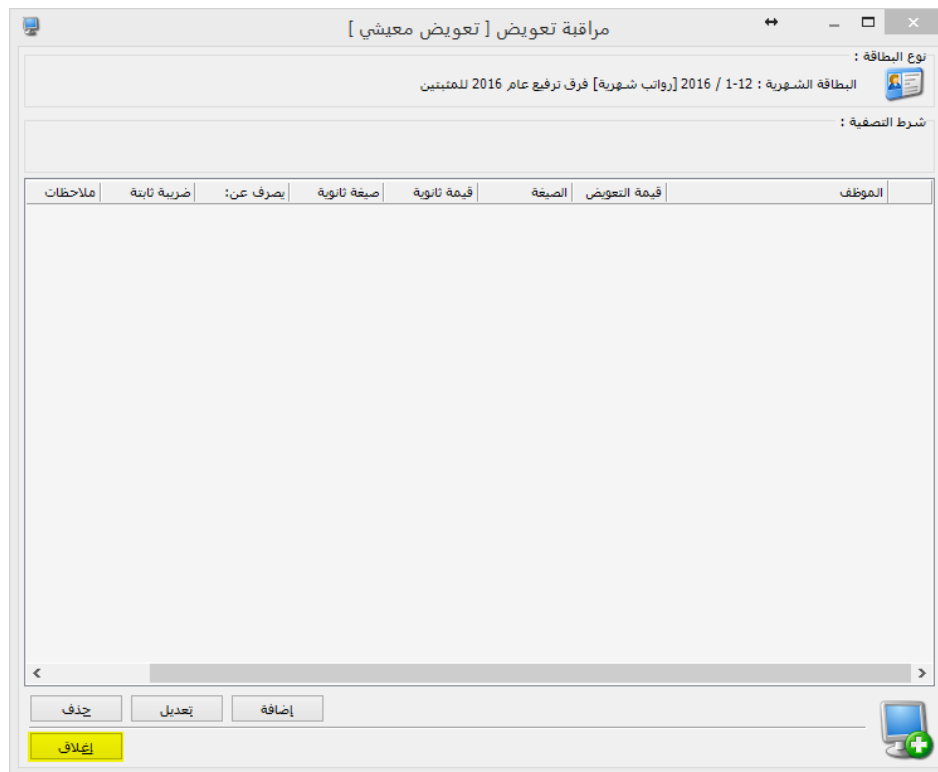 مراقبة تعويض [ تعويض معيشي ]
نوع البطاقة :
البطاقة الشهرية : 12-1 / 2016 [رواتب شهرية] فرق ترفيع عام 2016 للمثبتين
شرط التصفية :
الموظف قيمة التعويض الصيغة قيمة ثانوية صيغة ثانوية يصرف عن: ضريبة ثابتة ملاحظات
إضافة تعديل حذف
إغلاق